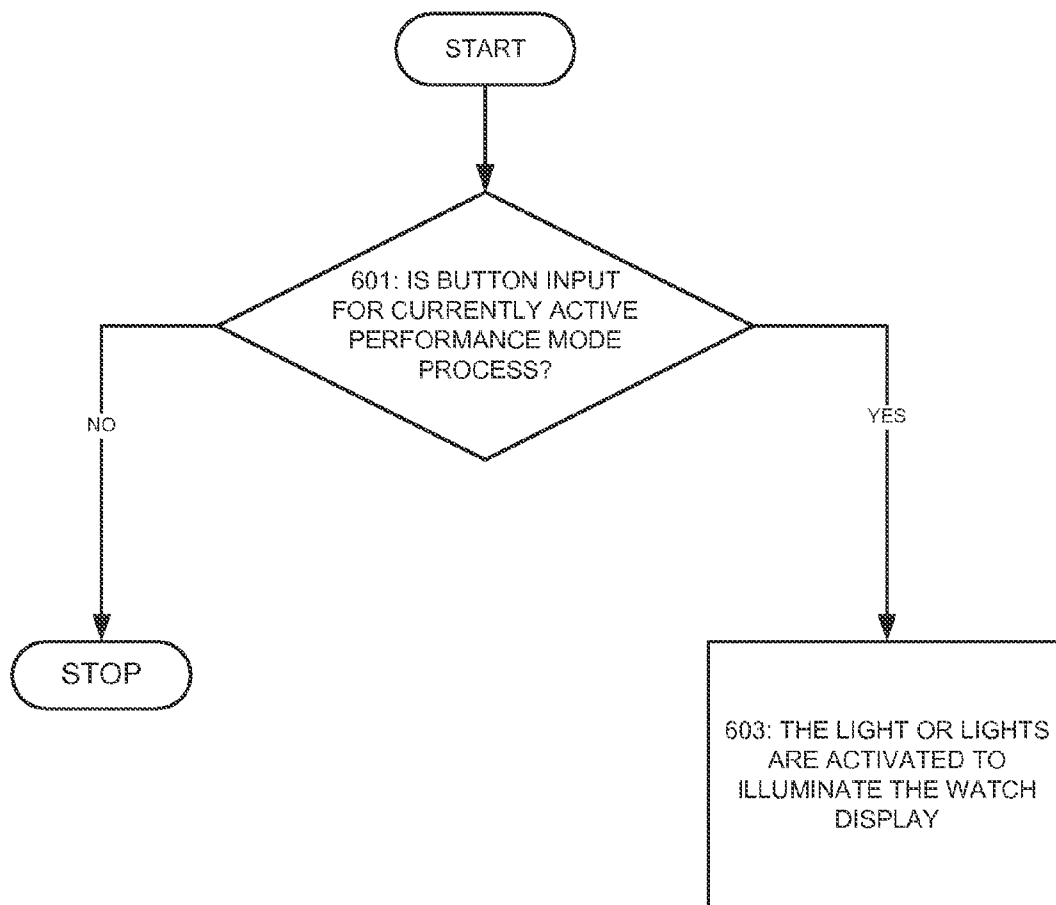 START
601: IS BUTTON INPUT
FOR CURRENTLY ACTIVE
PERFORMANCE MODE
PROCESS?
NO
YES
STOP
603: THE LIGHT OR LIGHTS
ARE ACTIVATED TO
ILLUMINATE THE WATCH
DISPLAY